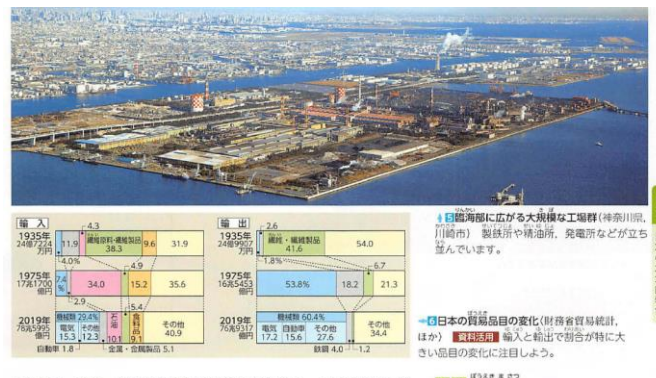 りんかい
5臨海部に広がる大規模な工場群(神奈川県,
川崎市) 製鉄所や精油所、発電所などが立ち
並んでいます。
輸入
4.3
1935年
24億7224
万円
11.9
繊維原料・繊維製品
38.3
9.6
31.9
4.0%
4.9
1975年
17兆1700
億円
7.4
%
34.0
15.2
35.6
2.9
5.4
2019年
78兆5995
億円
機械類 29.4%
電気
15.3
その他
12.3
石油
10.1
食料品
9.1
その他
40.9
自動車 1.8
金属・金属製品 5.1
輸出
2.6
1935年
24億9907
万円
繊維・繊維製品
41.6
54.0
1.8%
6.7
1975年
16兆5453
億円
53.8%
18.2
21.3
2019年
76兆9317
億円
機械類 60.4%
電気
17.2
自動車
15.6
その他
27.6
その他
34.4
鉄鋼 4.0
1.2
6日本の貿易品目の変化(財務省貿易統計,
ほか) 資料活用 輸入と輸出で割合が特に大
きい品目の変化に注目しよう。